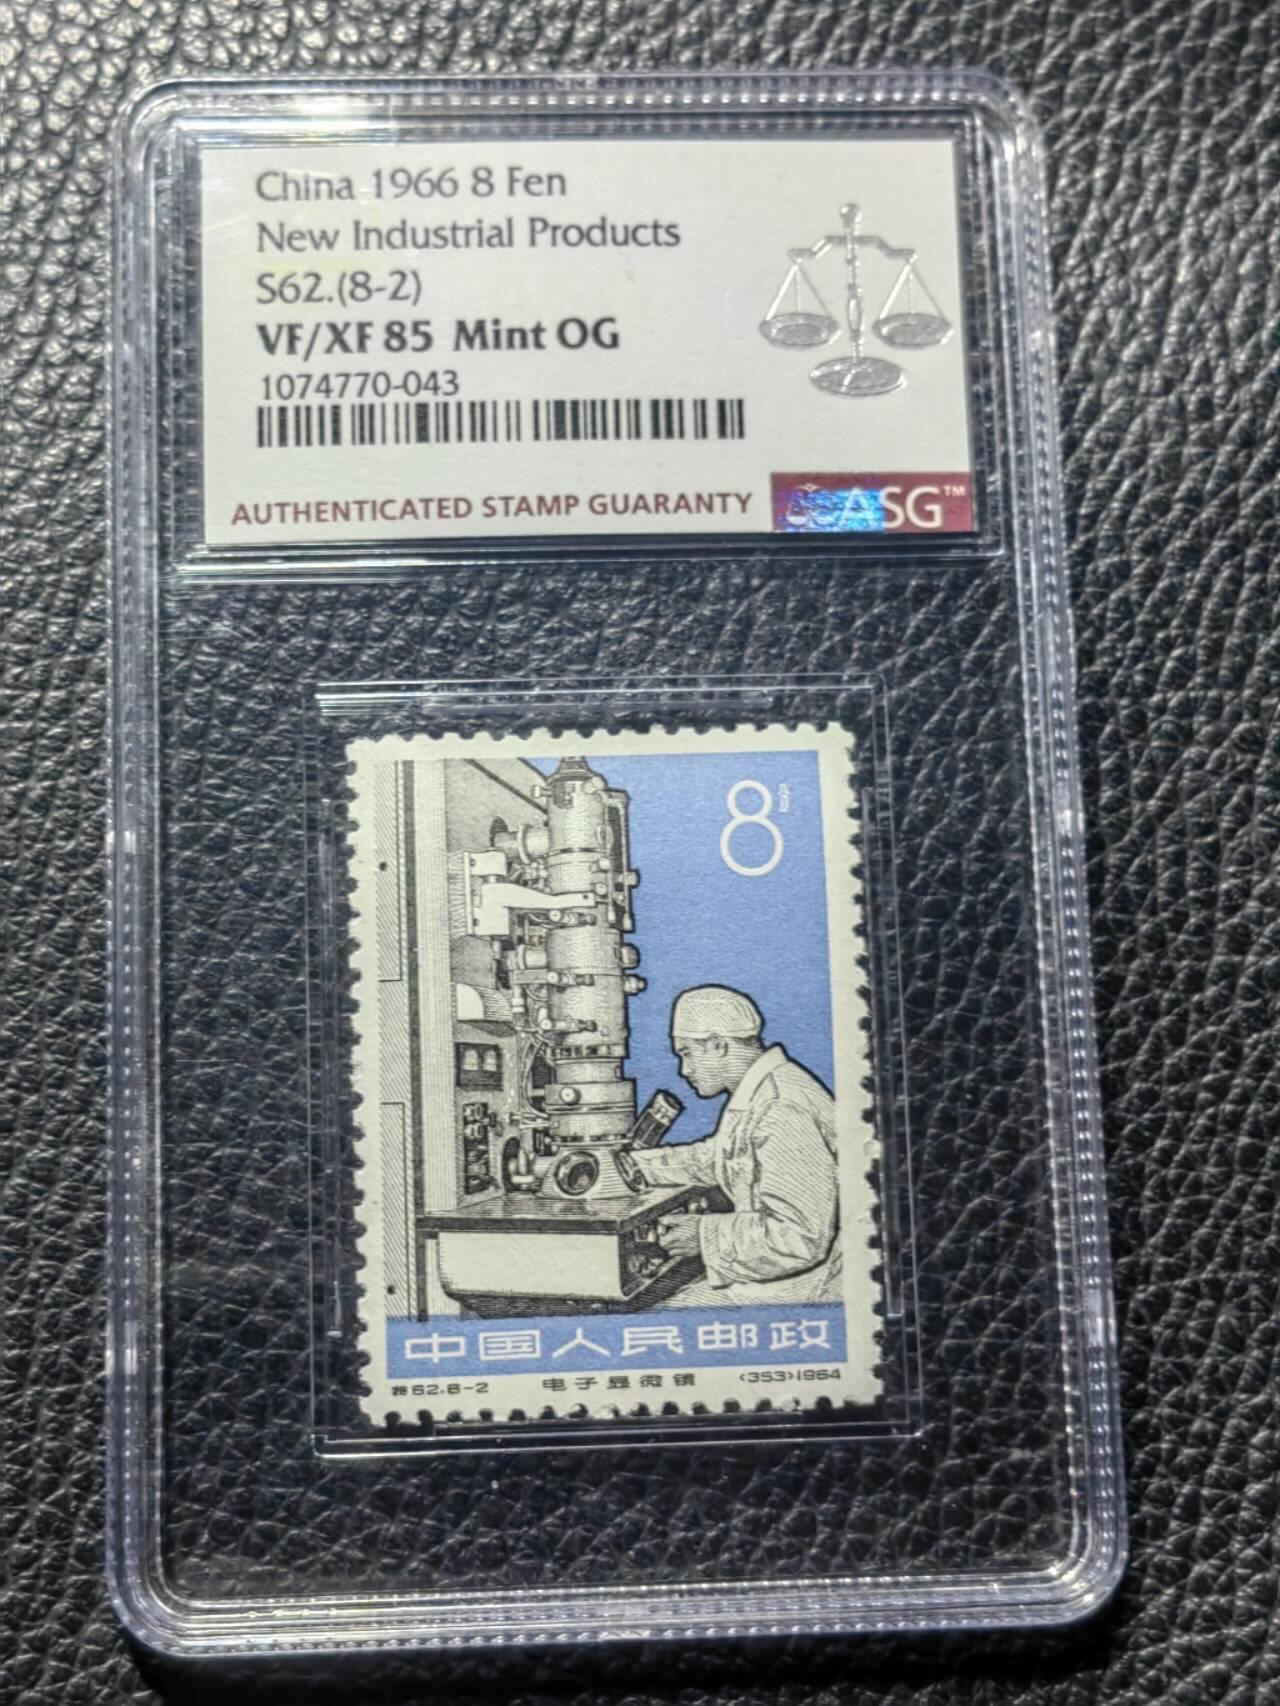 China 1966 8 Fen
New Industrial Products
S62.(8-2)
VF/XF 85 Mint OG
1074770-043
AUTHENTICATED STAMP GUARANTY
ASG™
8分
中国人民邮政
特62.8-2 电子显微镜 (353)1964